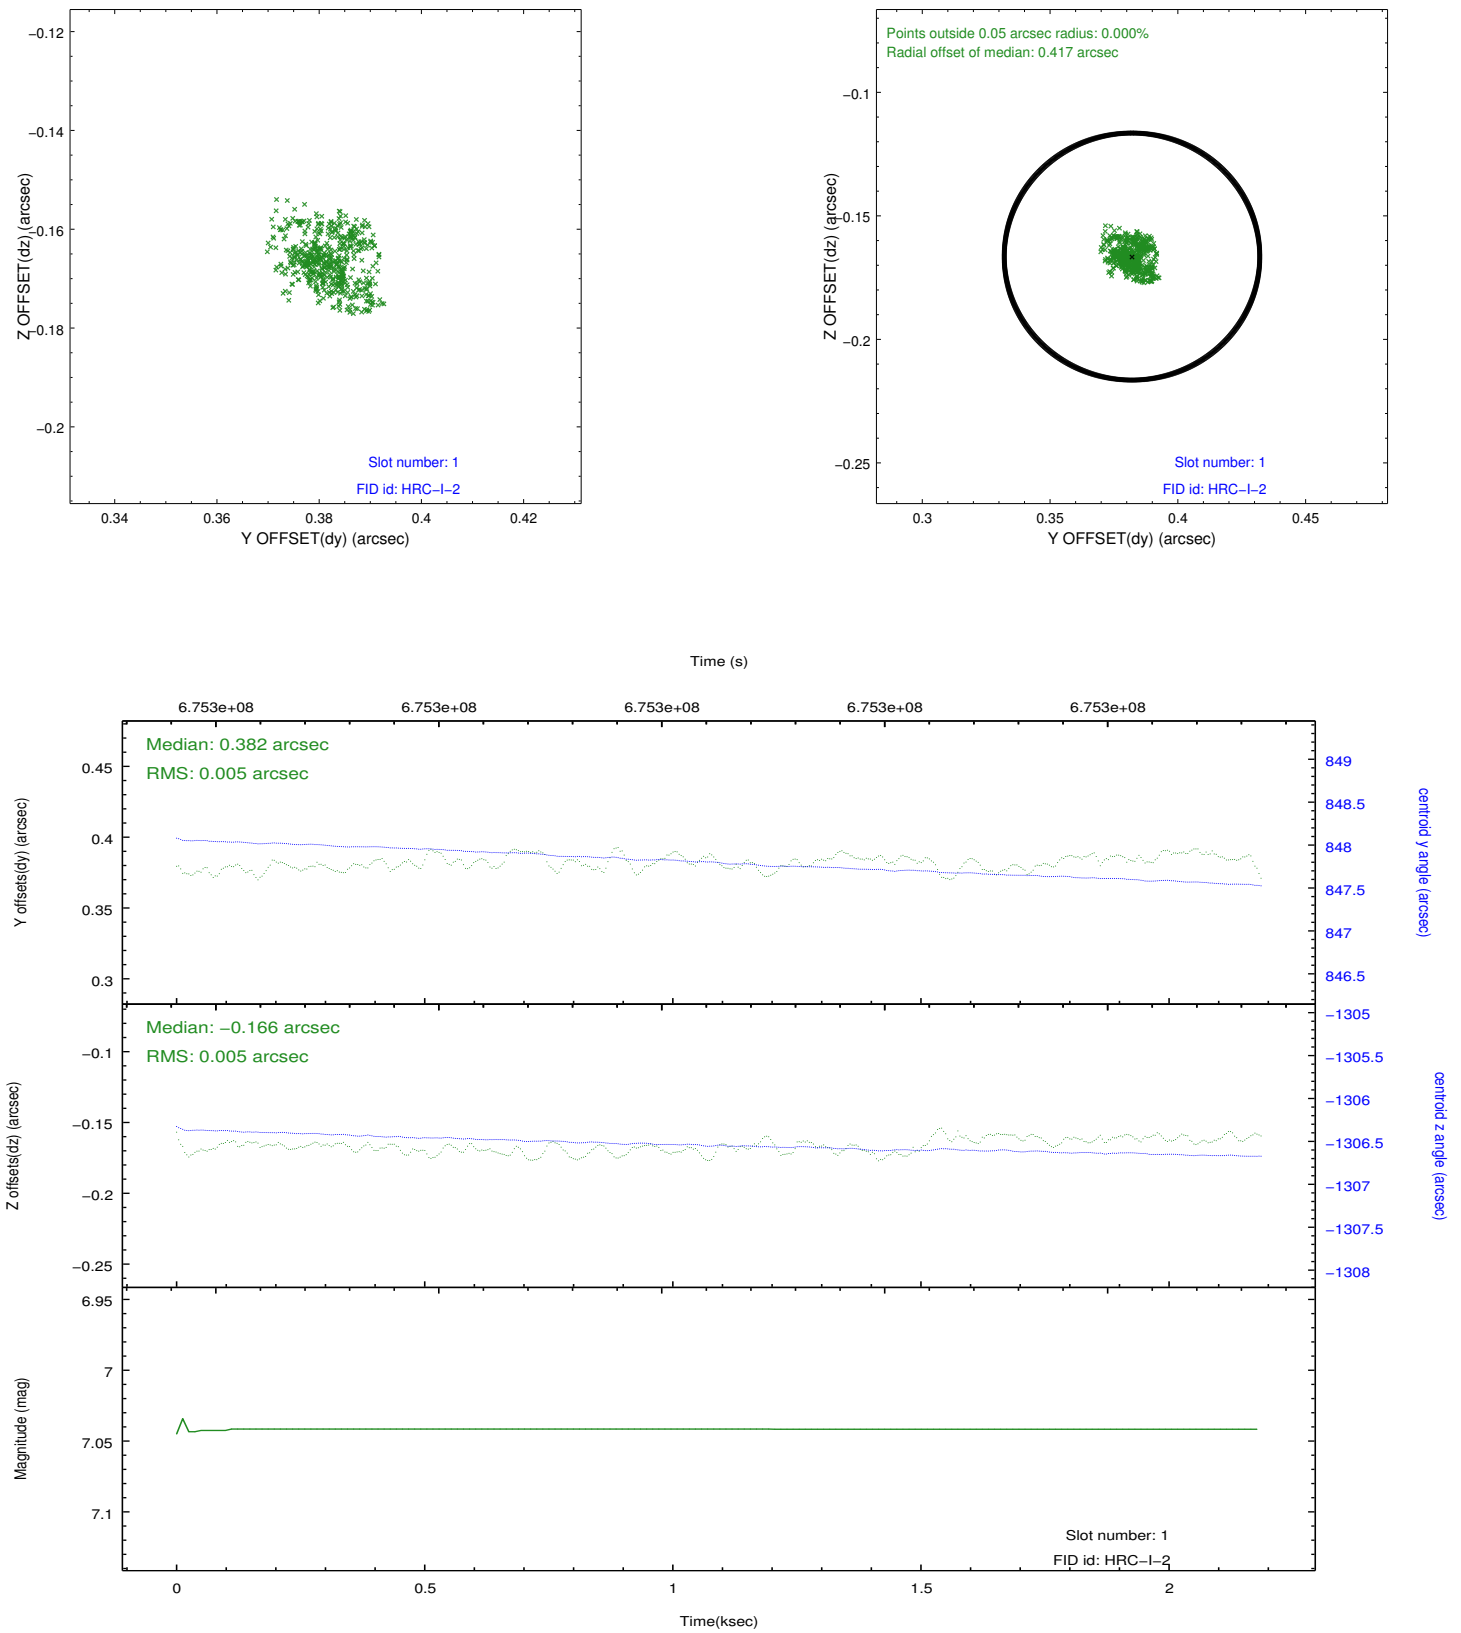 −0.12
−0.14
−0.16
−0.18
−0.2
Z OFFSET(dz) (arcsec)
Slot number: 1
FID id: HRC−I−2
0.34 0.36 0.38 0.4 0.42
Y OFFSET(dy) (arcsec)
Points outside 0.05 arcsec radius: 0.000%
Radial offset of median: 0.417 arcsec
−0.1
−0.15
−0.2
−0.25
Z OFFSET(dz) (arcsec)
Slot number: 1
FID id: HRC−I−2
0.3 0.35 0.4 0.45
Y OFFSET(dy) (arcsec)
Time (s)
6.753e+08 6.753e+08 6.753e+08 6.753e+08 6.753e+08
Median: 0.382 arcsec
RMS: 0.005 arcsec
0.45
0.4
0.35
0.3
Y offsets(dy) (arcsec)
849
848.5
848
847.5
847
846.5
centroid y angle (arcsec)
Median: −0.166 arcsec
RMS: 0.005 arcsec
−0.1
−0.15
−0.2
−0.25
Z offsets(dz) (arcsec)
−1305
−1305.5
−1306
−1306.5
−1307
−1307.5
−1308
centroid z angle (arcsec)
6.95
7
7.05
7.1
Magnitude (mag)
Slot number: 1
FID id: HRC−I−2
0 0.5 1 1.5 2
Time(ksec)